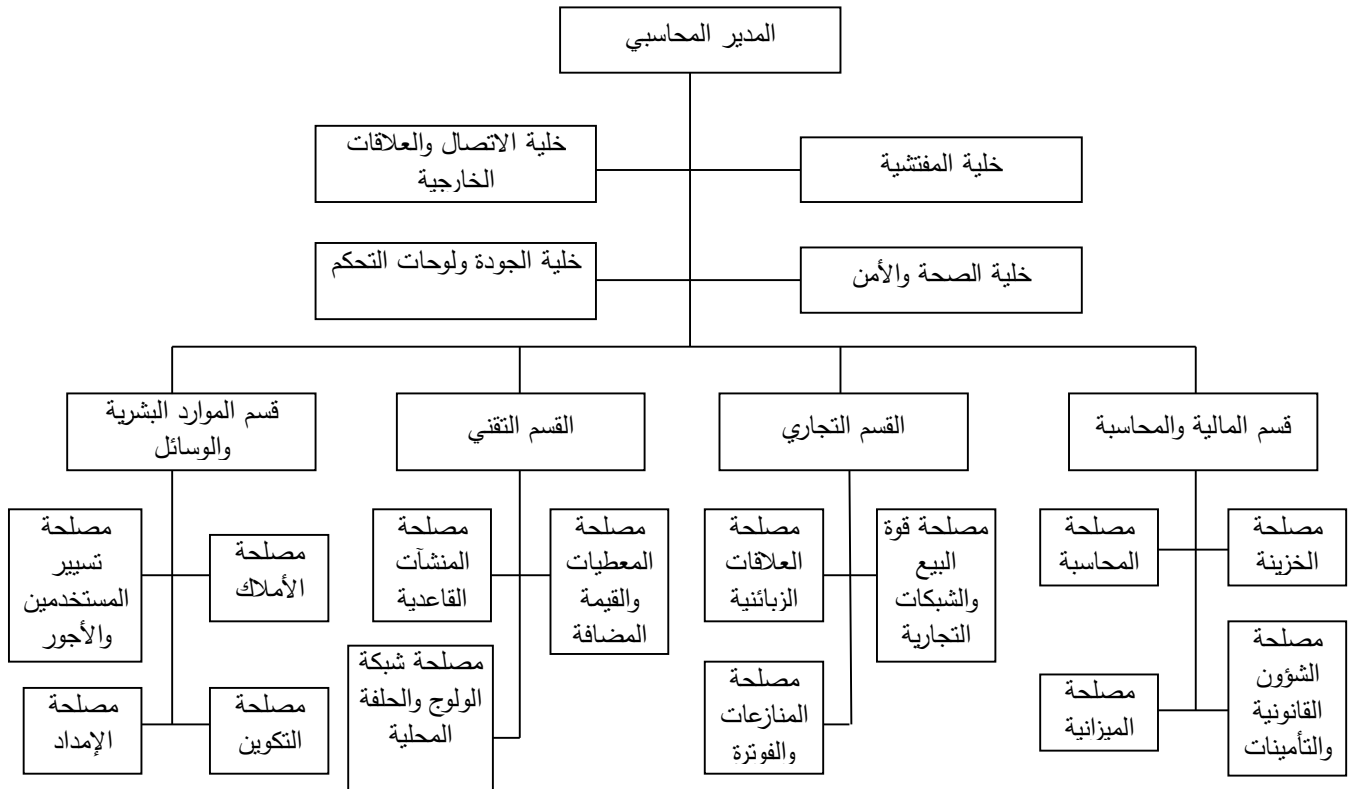 المدير المحاسبي
خلية المفتشية
خلية الاتصال والعلاقات
الخارجية
خلية الصحة والأمن
خلية الجودة ولوحات التحكم
قسم المالية والمحاسبة
القسم التجاري
القسم التقني
قسم الموارد البشرية
والوسائل
مصلحة
الخزينة
مصلحة
المحاسبة
مصلحة
الشؤون
القانونية
والتأمينات
مصلحة
الميزانية
مصلحة قوة
البيع
والشبكات
التجارية
مصلحة
العلاقات
الزبائنية
مصلحة
المنازعات
والفوترة
مصلحة
المعطيات
والقيمة
المضافة
مصلحة
المنشآت
القاعدية
مصلحة شبكة
الولوج والحلفة
المحلية
مصلحة
الأملاك
مصلحة
تسيير
المستخدمين
والأجور
مصلحة
التكوين
مصلحة
الإمداد